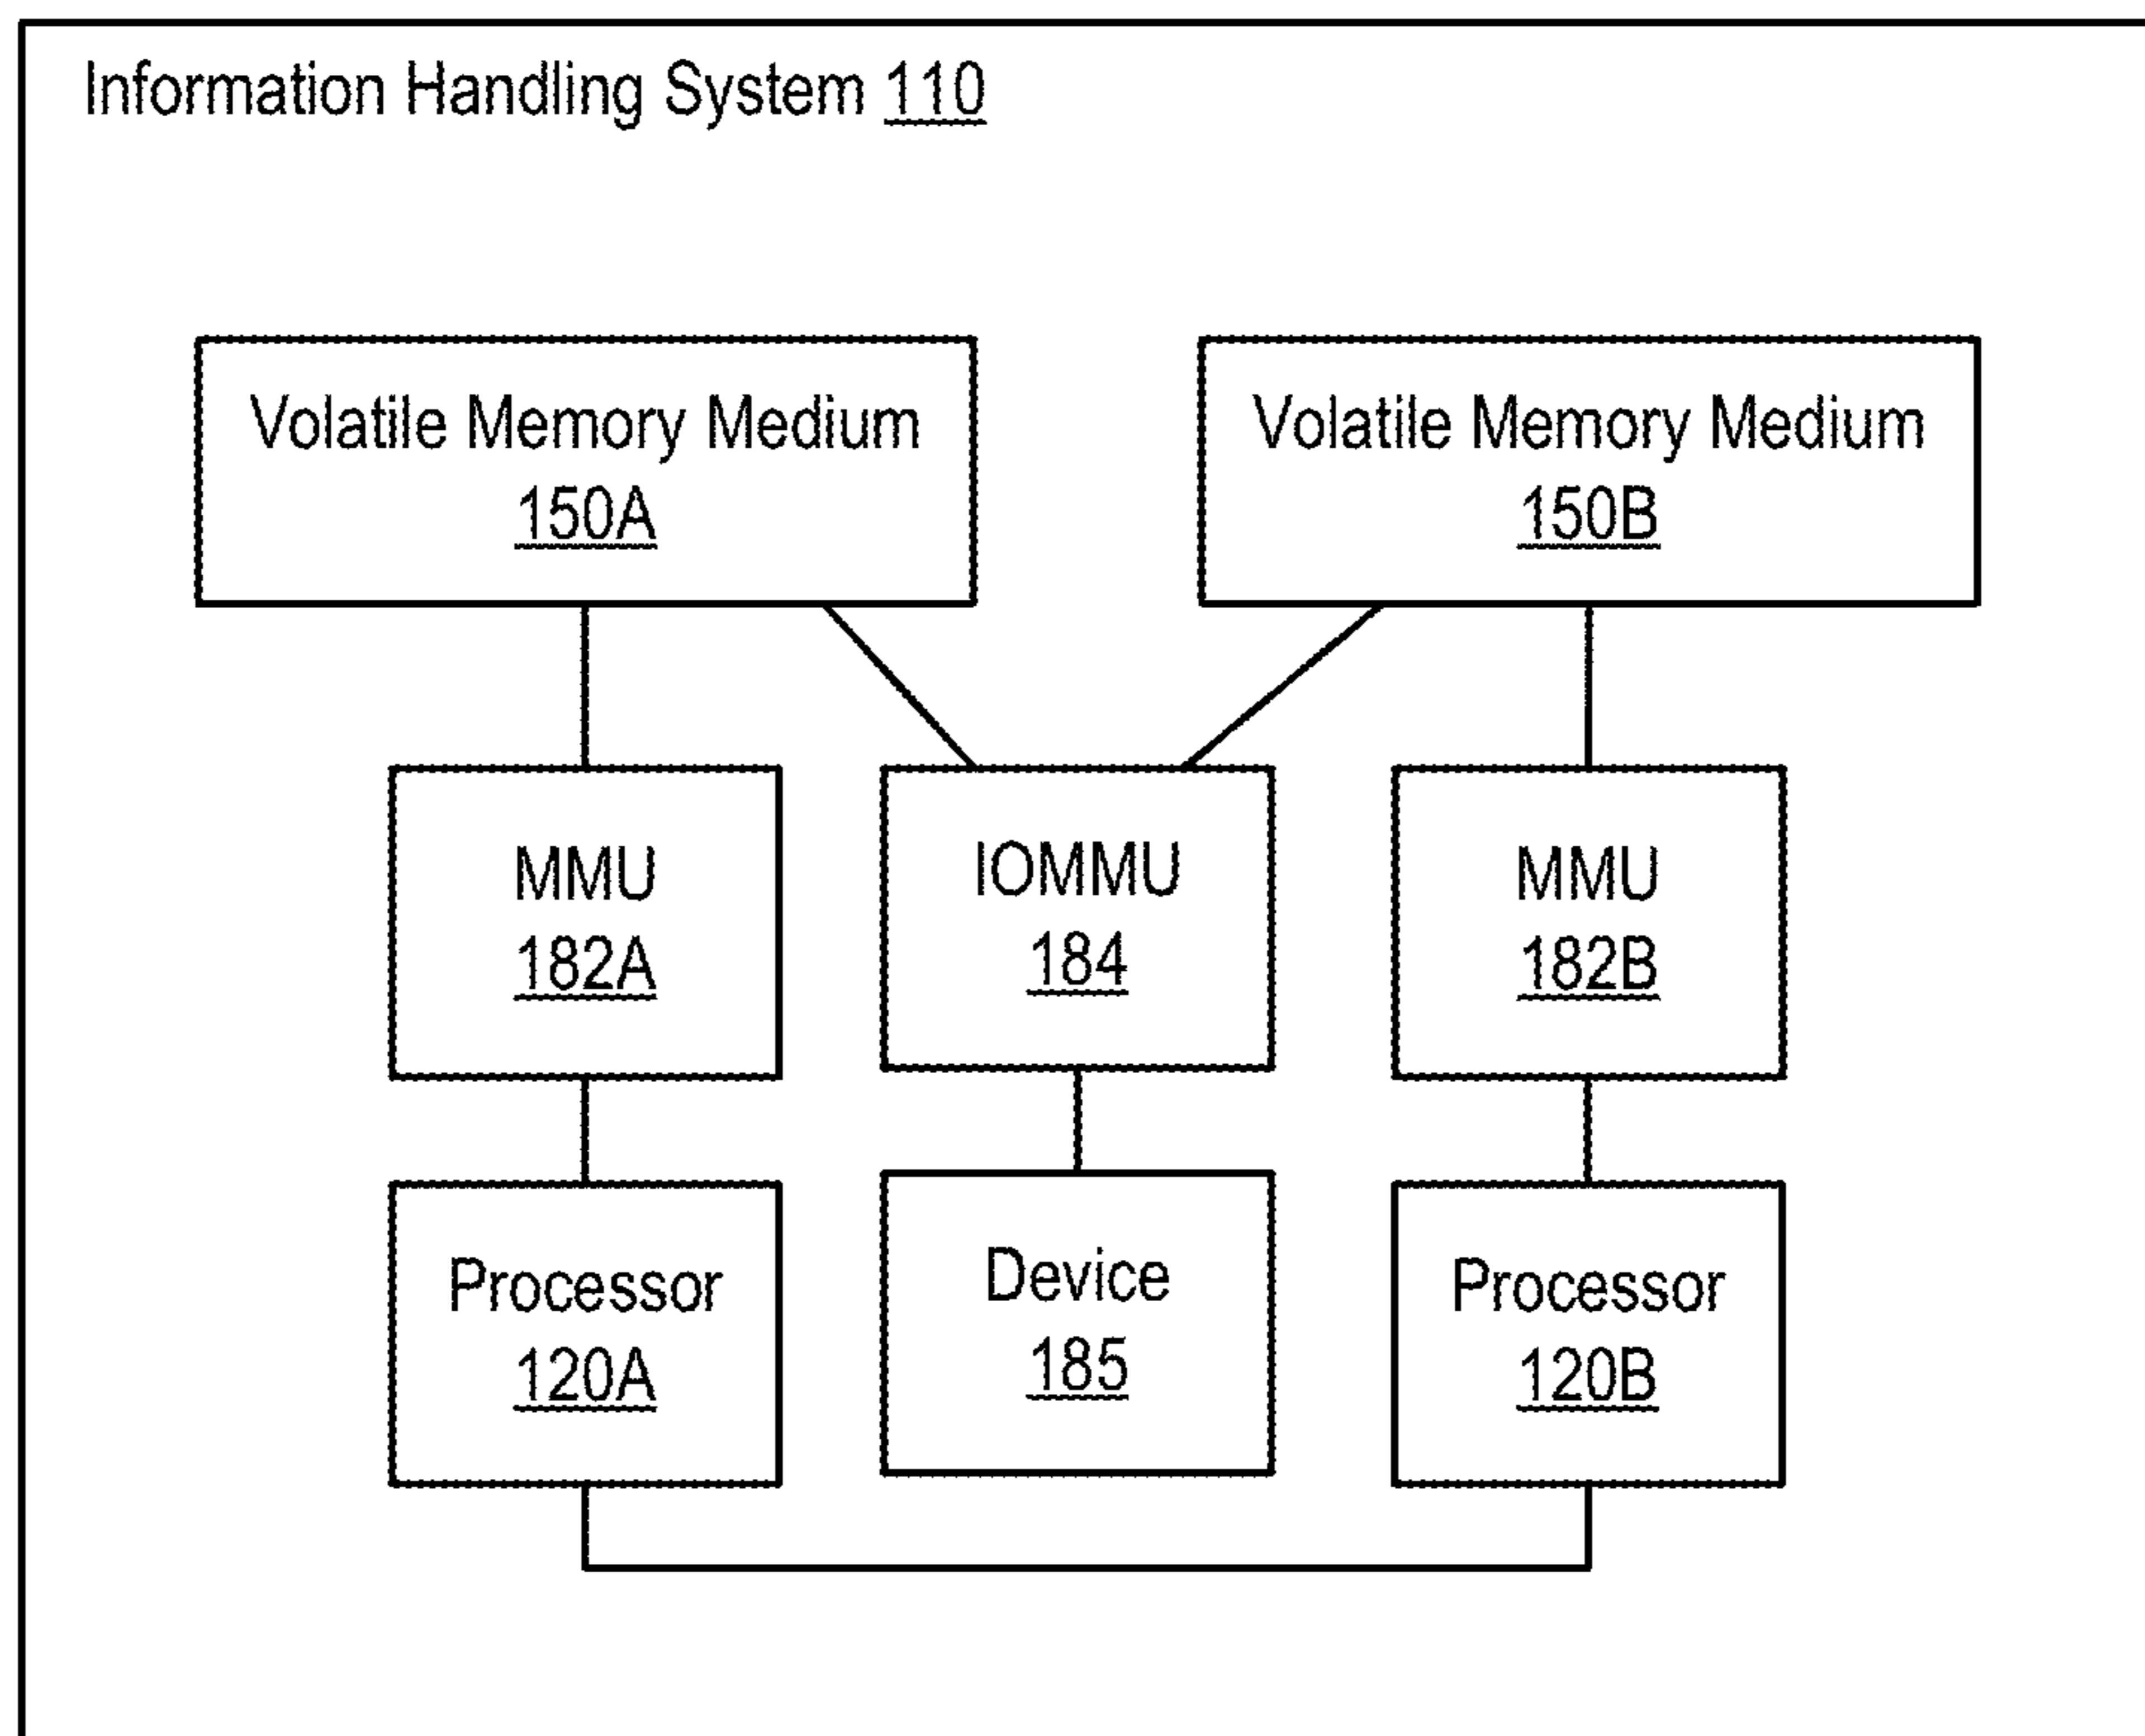 Information Handling System 110
Volatile Memory Medium
150A
Volatile Memory Medium
150B
MMU
182A
IOMMU
184
MMU
182B
Processor
120A
Device
185
Processor
120B